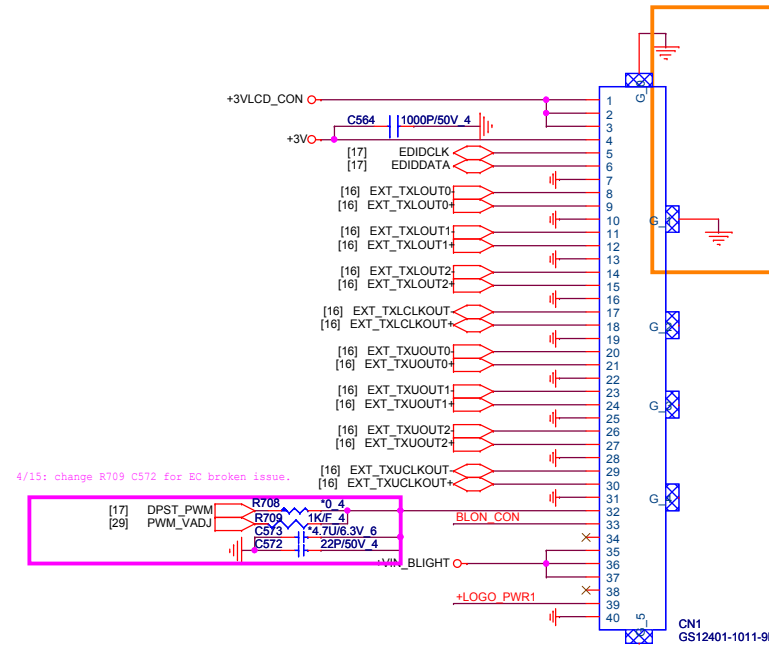 G_0
+3VLCD_CON
1
2
C564 1000P/50V_4
3
+3V
4
[17] EDIDCLK
5
[17] EDIDDATA
6
7
[16] EXT_TXLOUT0-
8
[16] EXT_TXLOUT0+
9
10
G_1
[16] EXT_TXLOUT1-
11
[16] EXT_TXLOUT1+
12
13
[16] EXT_TXLOUT2-
14
[16] EXT_TXLOUT2+
15
16
[16] EXT_TXLCLKOUT-
17
[16] EXT_TXLCLKOUT+
18
G_2
19
[16] EXT_TXUOUT0-
20
[16] EXT_TXUOUT0+
21
22
[16] EXT_TXUOUT1-
23
[16] EXT_TXUOUT1+
24
G_3
25
[16] EXT_TXUOUT2-
26
[16] EXT_TXUOUT2+
27
28
[16] EXT_TXUCLKOUT-
29
[16] EXT_TXUCLKOUT+
30
4/15: change R709 C572 for EC broken issue.
31
G_4
R708 *0_4
[17] DPST_PWM
32
R709 1K/F_4
[29] PWM_VADJ
BLON_CON
33
C573 *4.7U/6.3V_6
34
C572 22P/50V_4
35
+VIN_BLIGHT
36
37
38
+LOGO_PWR1
39
40
G_5
CN1
GS12401-1011-9